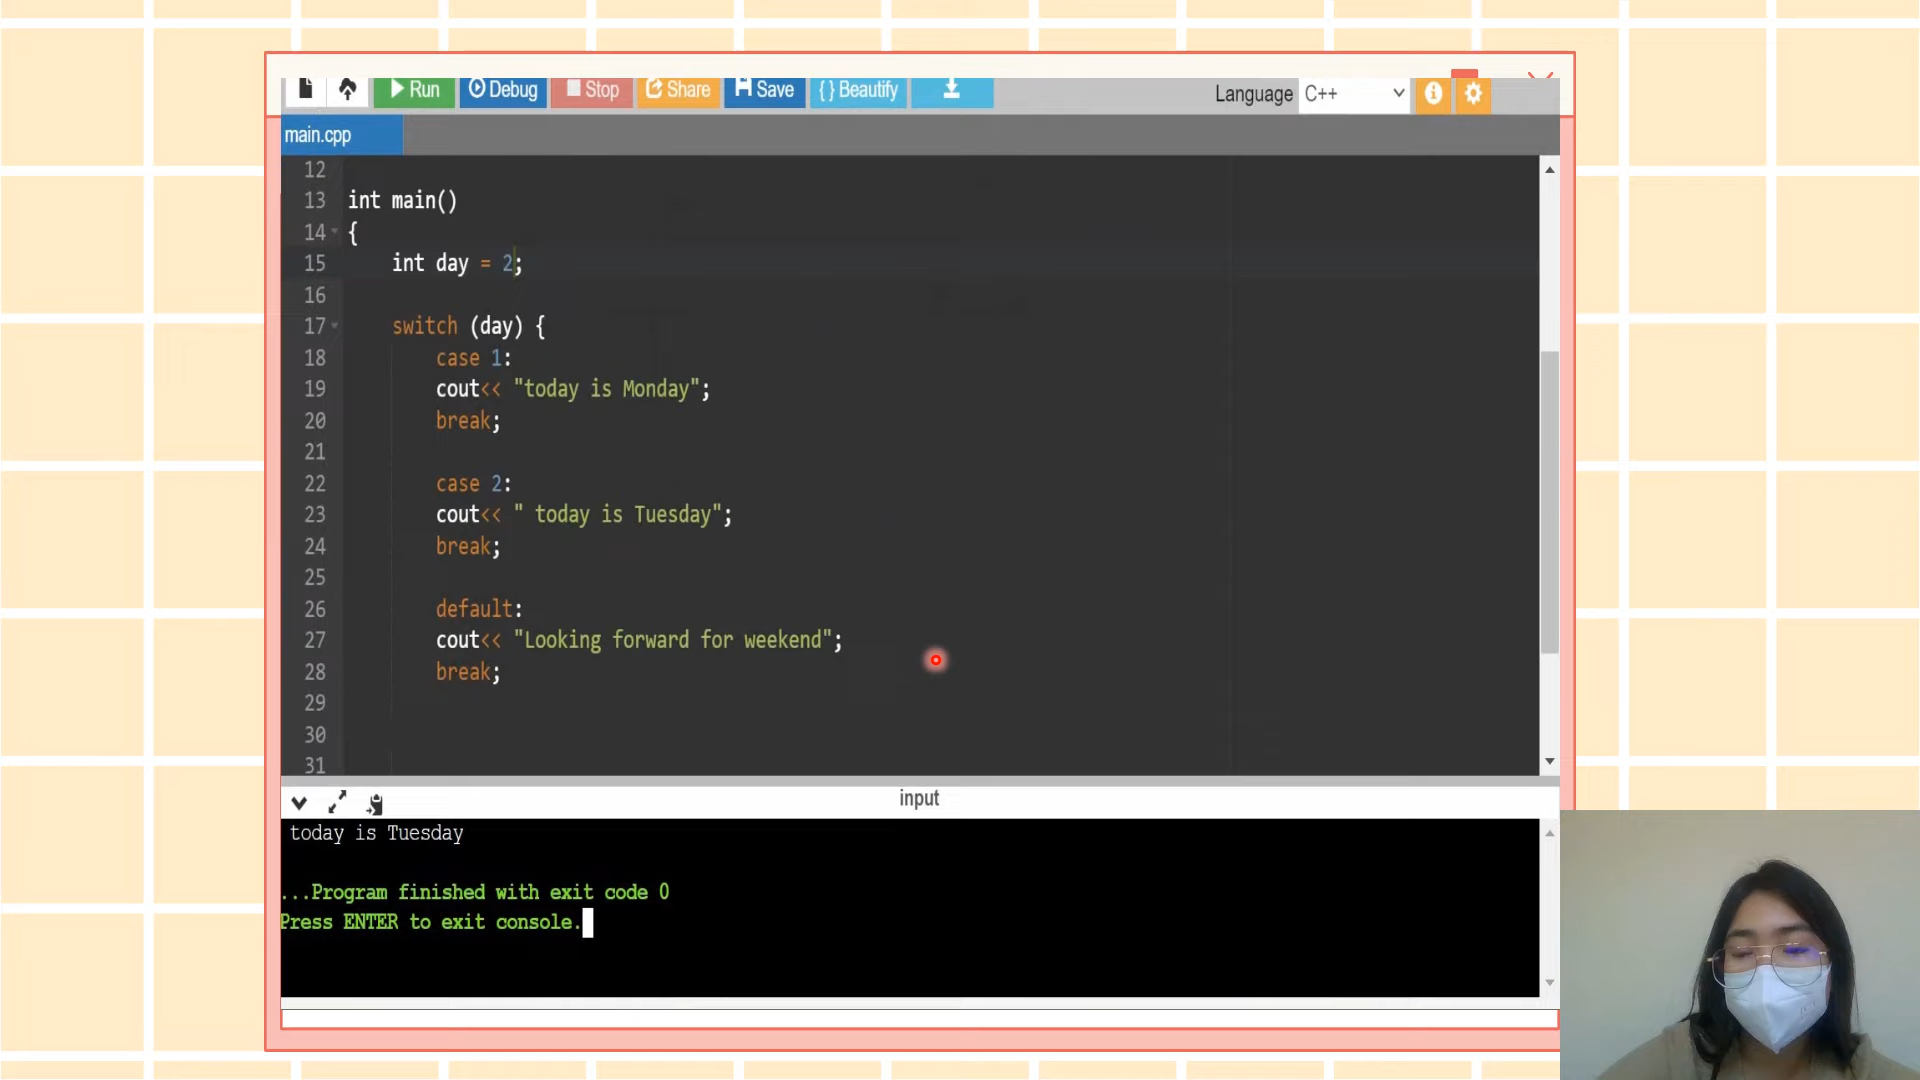 Run Debug Stop Share Save {} Beautify Language C++
main.cpp
12
13 int main()
14 {
15 int day = 2;
16
17 switch (day) {
18 case 1:
19 cout<< "today is Monday";
20 break;
21
22 case 2:
23 cout<< " today is Tuesday";
24 break;
25
26 default:
27 cout<< "Looking forward for weekend";
28 break;
29
30
31
input
today is Tuesday
...Program finished with exit code 0
Press ENTER to exit console.